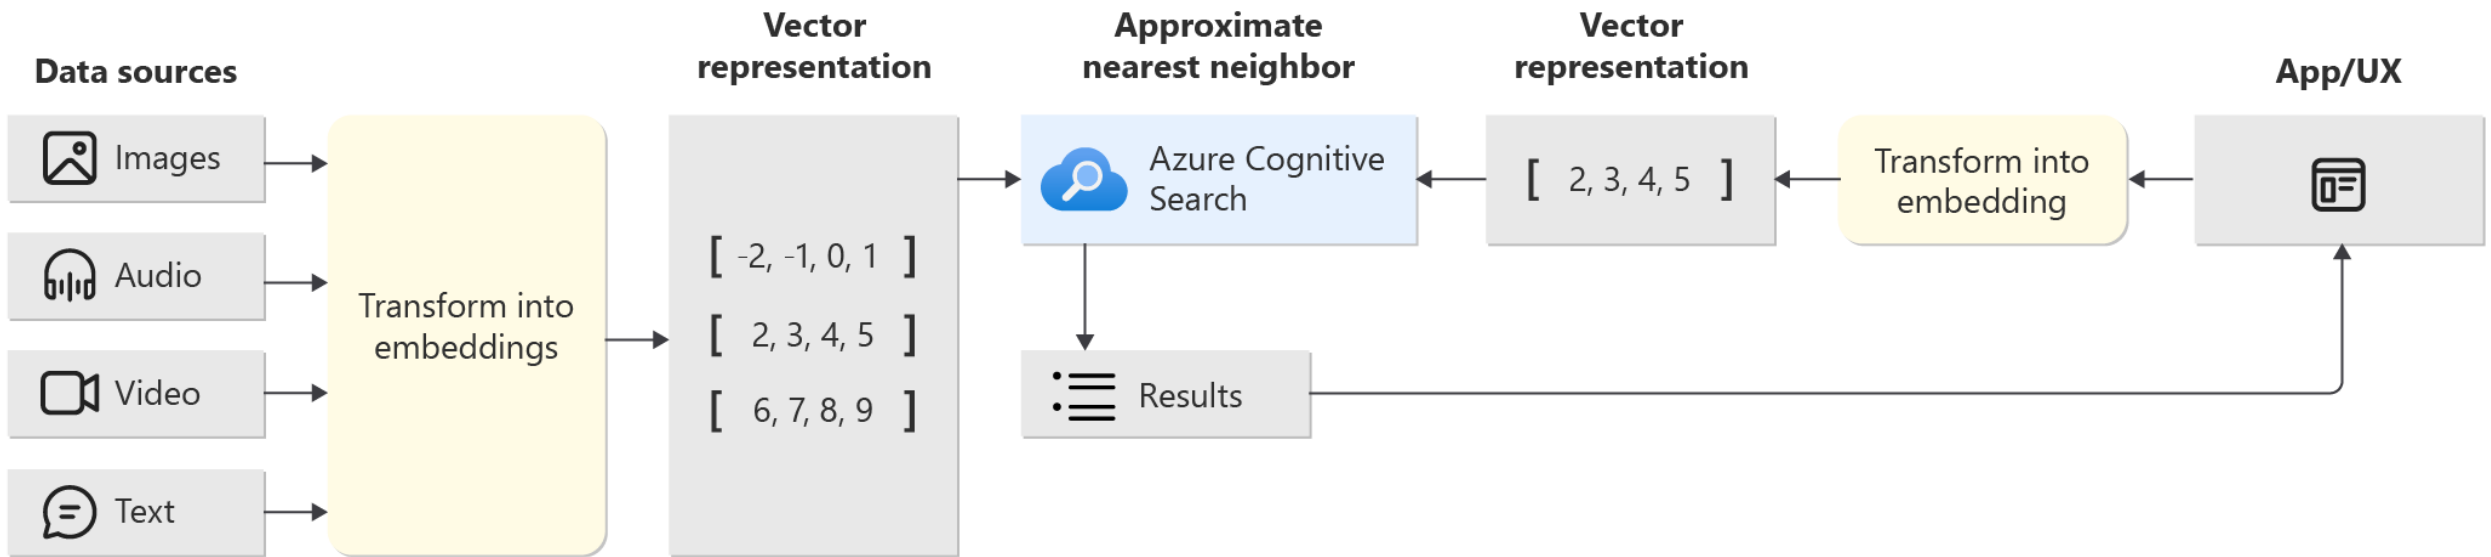 Data sources
Images
Audio
Video
Text
Transform into
embeddings
Vector
representation
[ -2, -1, 0, 1 ]
[ 2, 3, 4, 5 ]
[ 6, 7, 8, 9 ]
Approximate
nearest neighbor
Azure Cognitive
Search
Results
Vector
representation
[ 2, 3, 4, 5 ]
Transform into
embedding
App/UX